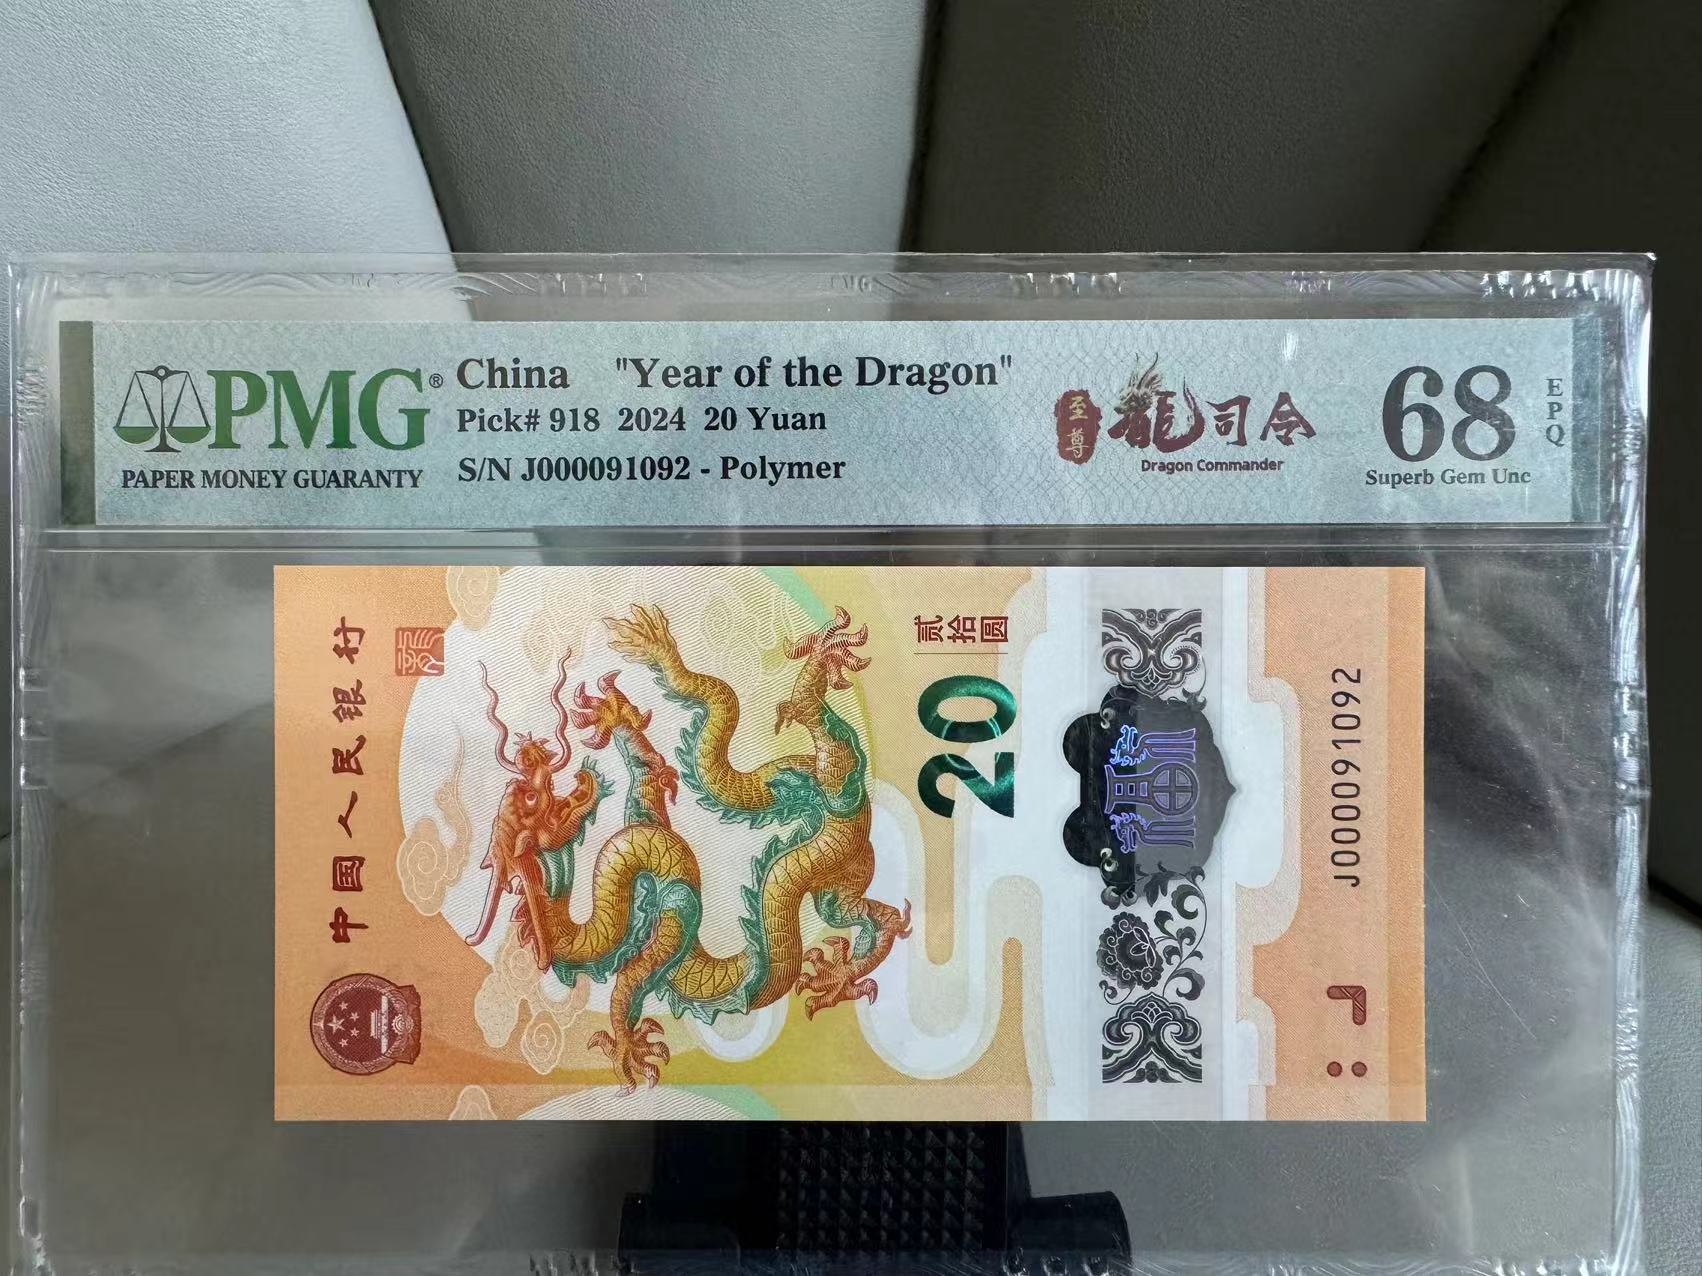 PMG®
PAPER MONEY GUARANTY
China "Year of the Dragon"
Pick# 918 2024 20 Yuan
S/N J000091092 - Polymer
至尊
龍司令
Dragon Commander
68
EPQ
Superb Gem Unc
中国人民银行
贰拾圆
20
J000091092